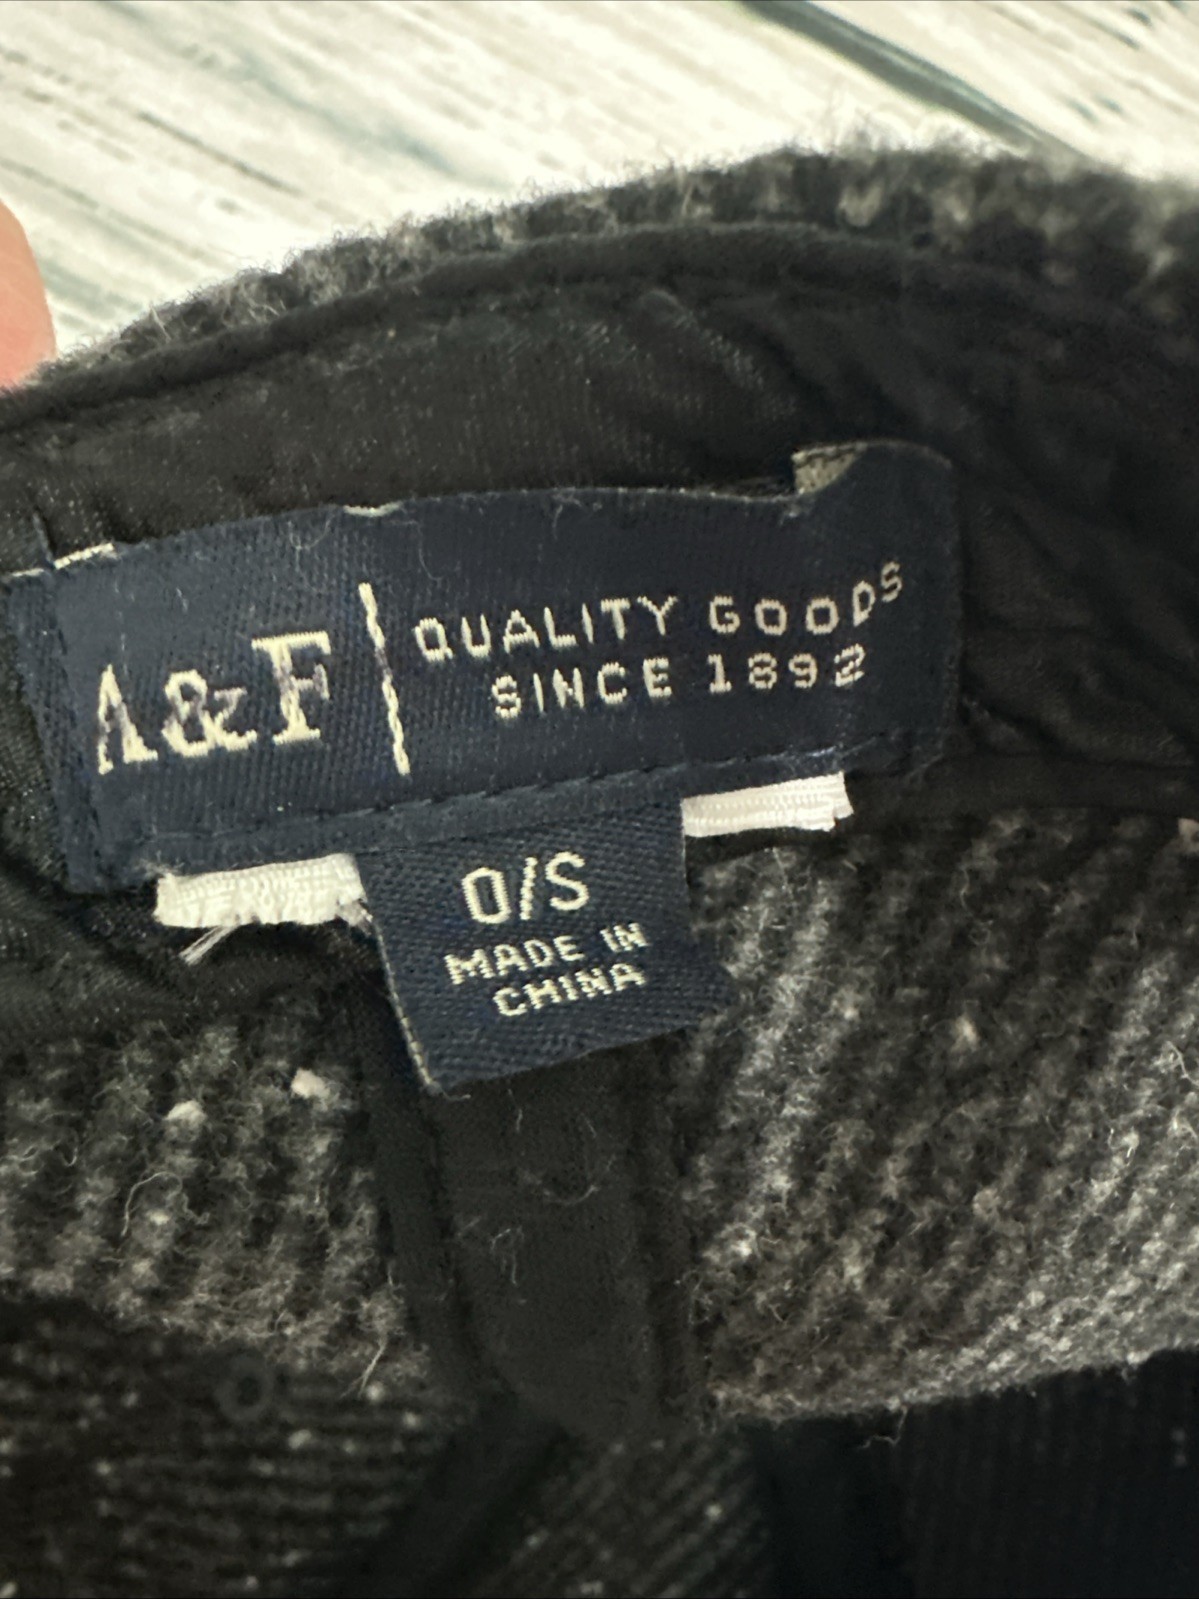 A&F
QUALITY GOODS
SINCE 1892
O/S
MADE IN
CHINA